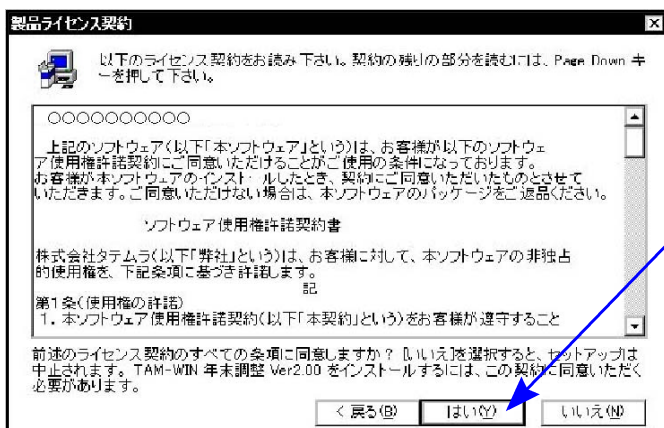 製品ライセンス契約
以下のライセンス契約をお読み下さい。契約の残りの部分を読むには、Page Down キ
ーを押して下さい。
○○○○○○○○○○
上記のソフトウェア(以下「本ソフトウェア」という)は、お客様が以下のソフトウェ
ア使用権許諾契約にご同意いただけることがご使用の条件になっております。
お客様が本ソフトウェアのインストールしたとき、契約にご同意いただいたものとさせて
いただきます。ご同意いただけない場合は、本ソフトウェアのパッケージをご返品ください。
ソフトウェア使用権許諾契約書
株式会社タテムラ(以下「弊社」という)は、お客様に対して、本ソフトウェアの非独占
的使用権を、下記条項に基づき許諾します。
記
第1条(使用権の許諾)
1. 本ソフトウェア使用権許諾契約(以下「本契約」という)をお客様が遵守すること
前述のライセンス契約のすべての条項に同意しますか? [いいえ]を選択すると、セットアップは
中止されます。TAM-WIN 年末調整 Ver2.00 をインストールするには、この契約に同意いただく
必要があります。
< 戻る(B) はい(Y) いいえ(N)